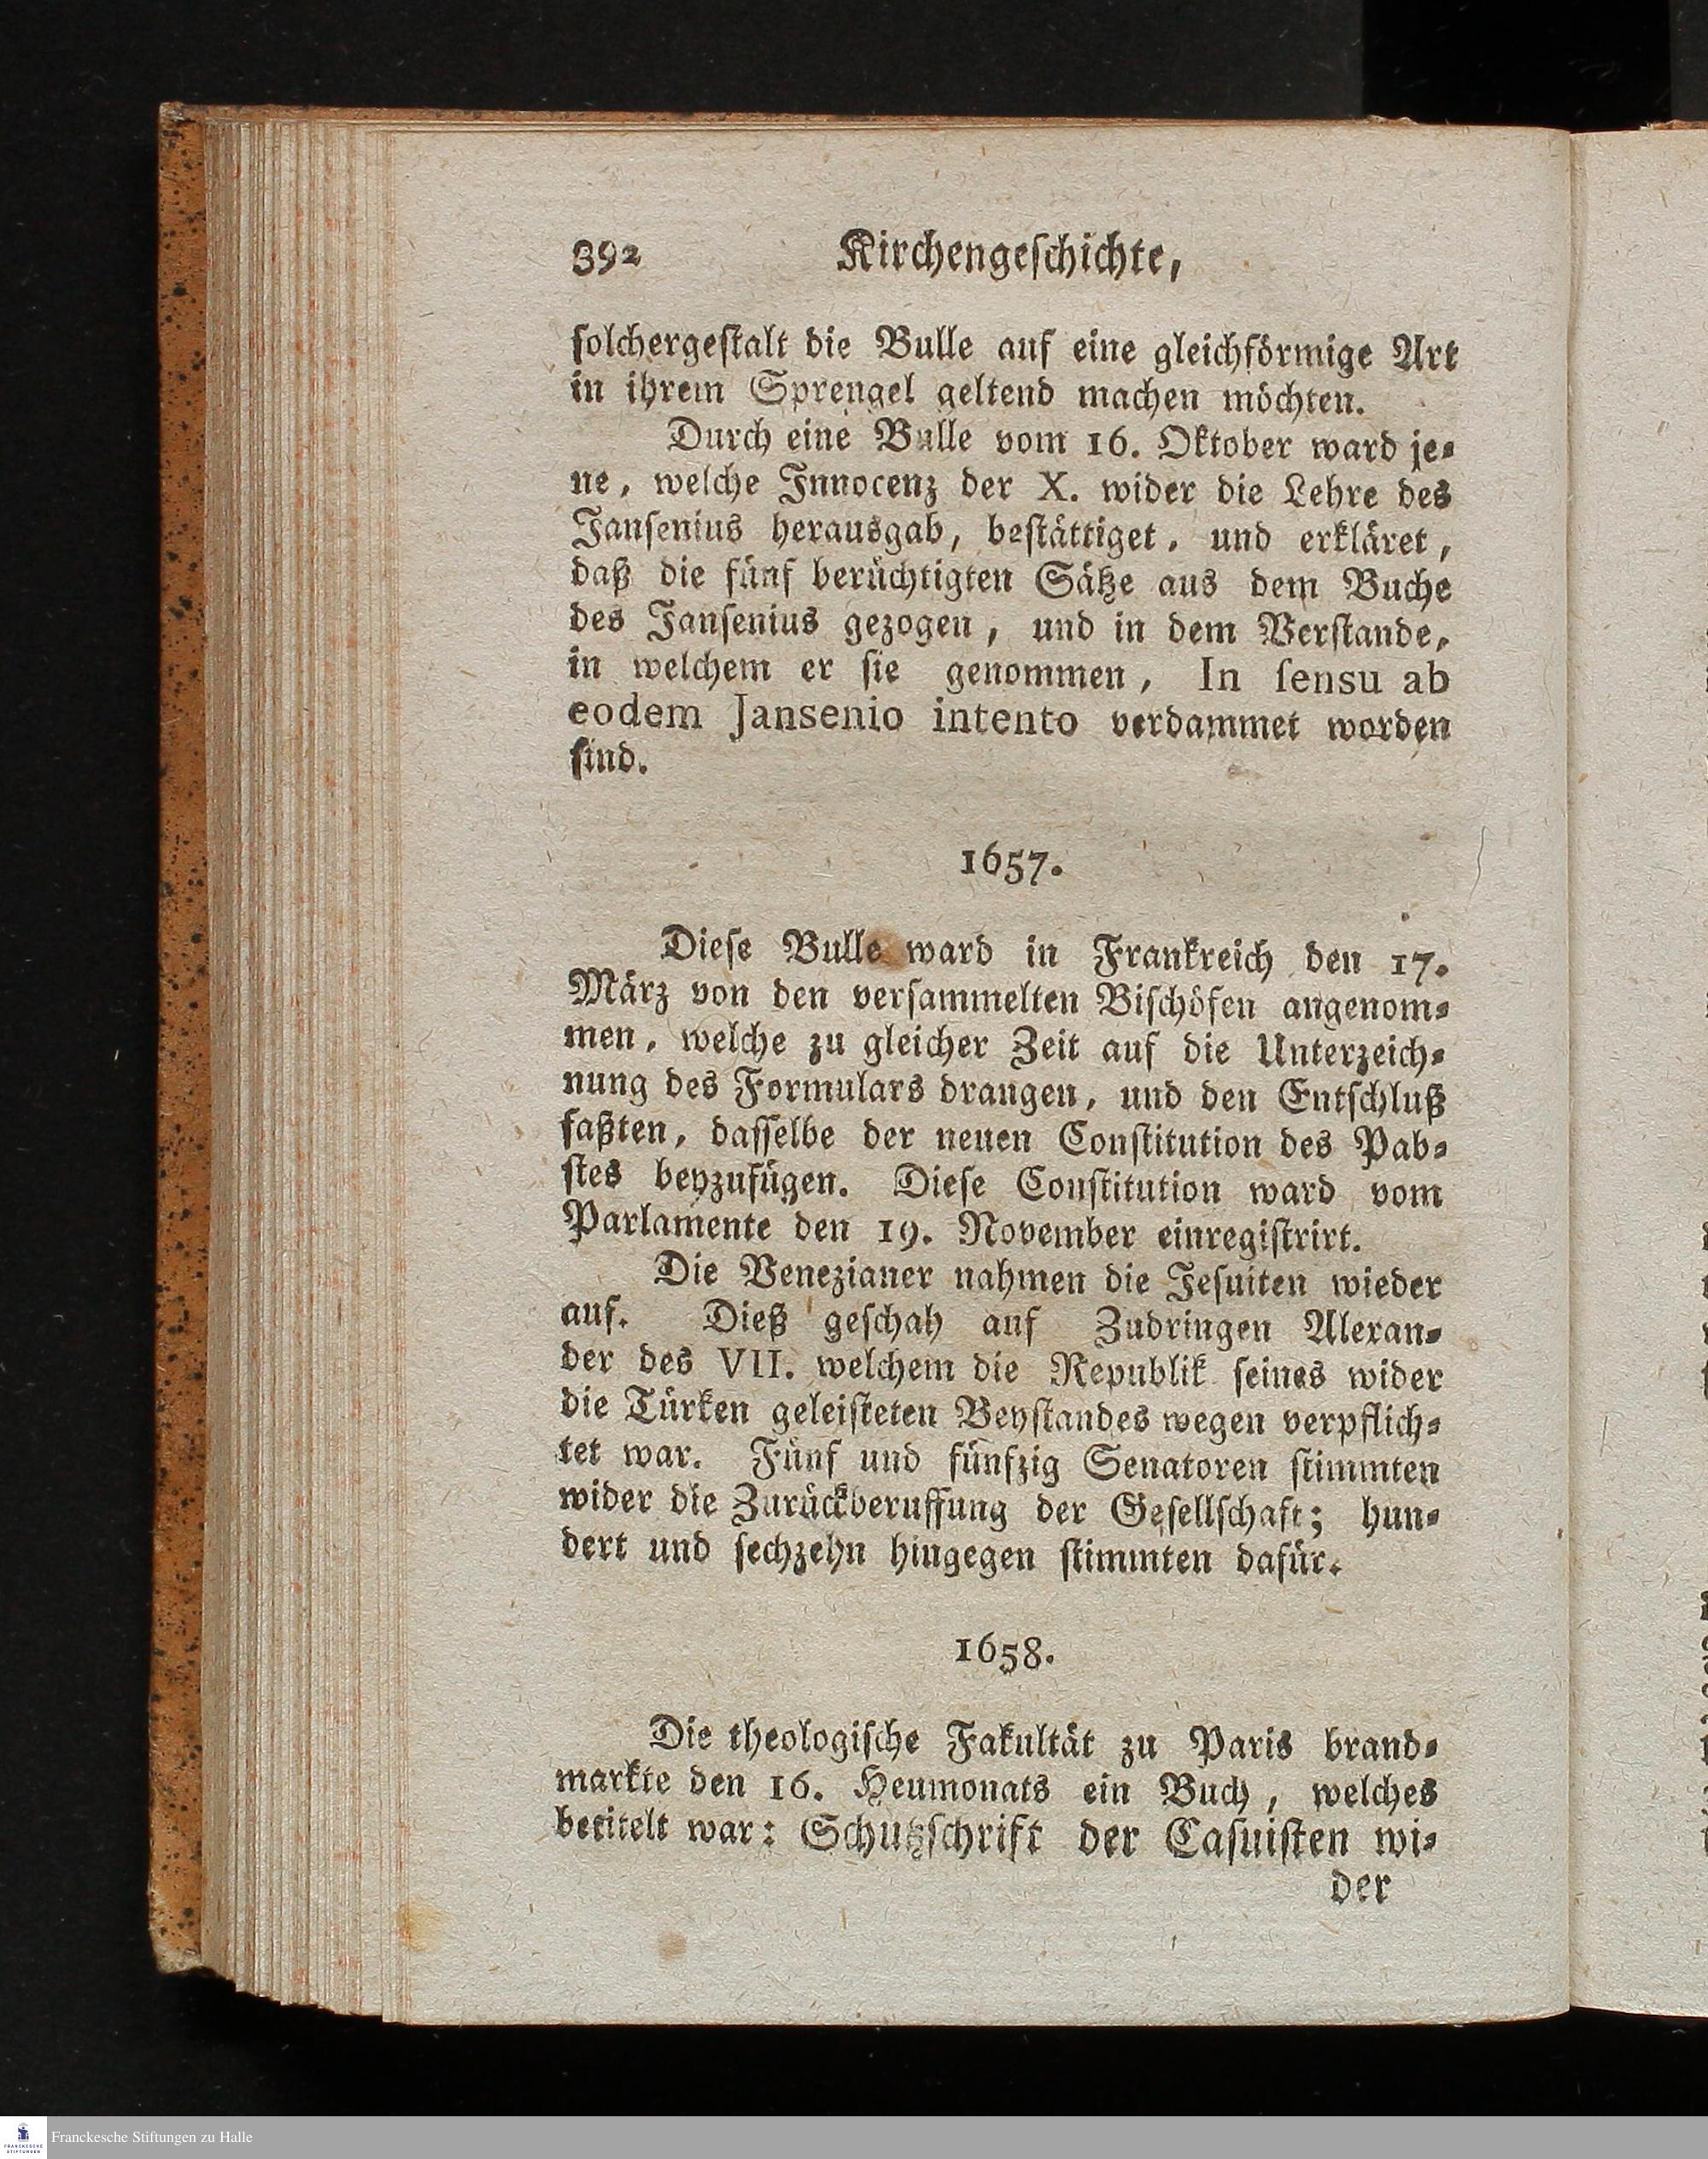 392 Kirchengeschichte,
solchergestalt die Bulle auf eine gleichförmige Art
in ihrem Sprengel geltend machen möchten.
Durch eine Bulle vom 16. Oktober ward je⸗
ne, welche Innocenz der X. wider die Lehre des
Jansenius herausgab, bestättiget, und erkläret,
daß die fünf berüchtigten Sätze aus dem Buche
des Jansenius gezogen, und in dem Verstande,
in welchem er sie genommen, In sensu ab
eodem Jansenio intento verdammet worden
sind.
1657.
Diese Bulle ward in Frankreich den 17.
März von den versammelten Bischöfen angenom⸗
men, welche zu gleicher Zeit auf die Unterzeich⸗
nung des Formulars drangen, und den Entschluß
faßten, dasselbe der neuen Constitution des Pab⸗
stes beyzufügen. Diese Constitution ward vom
Parlamente den 19. November einregistrirt.
Die Venezianer nahmen die Jesuiten wieder
auf. Dieß geschah auf Zudringen Alexan⸗
der des VII. welchem die Republik seines wider
die Türken geleisteten Beystandes wegen verpflich⸗
tet war. Fünf und fünfzig Senatoren stimmten
wider die Zurückberuffung der Gesellschaft; hun⸗
dert und sechzehn hingegen stimmten dafür.
1658.
Die theologische Fakultät zu Paris brand⸗
markte den 16. Heumonats ein Buch, welches
betitelt war: Schutzschrift der Casuisten wi⸗
der
FRANCKESCHE
STIFTUNGEN
Franckesche Stiftungen zu Halle